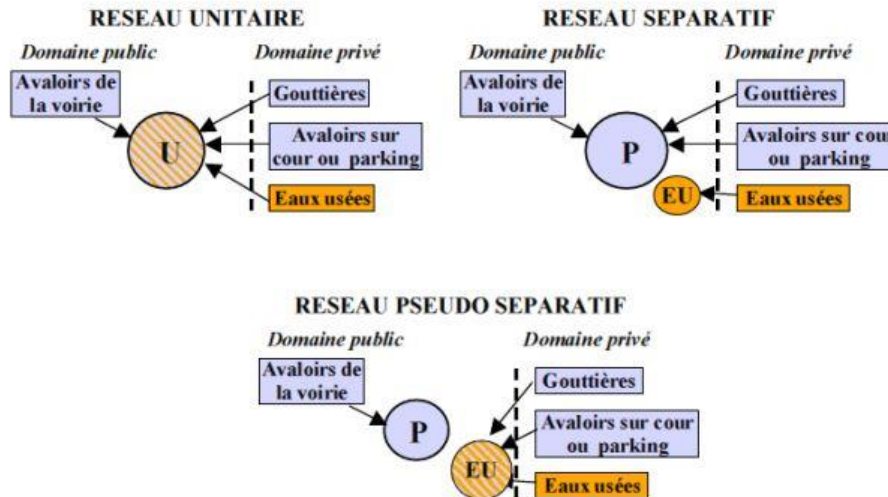 RESEAU UNITAIRE
Domaine public
Domaine privé
Avaloirs de
la voirie
Gouttières
U
Avaloirs sur
cour ou parking
Eaux usées
RESEAU SEPARATIF
Domaine public
Domaine privé
Avaloirs de
la voirie
Gouttières
P
Avaloirs sur cour
ou parking
EU
Eaux usées
RESEAU PSEUDO SEPARATIF
Domaine public
Domaine privé
Avaloirs de
la voirie
Gouttières
P
Avaloirs sur cour
ou parking
EU
Eaux usées